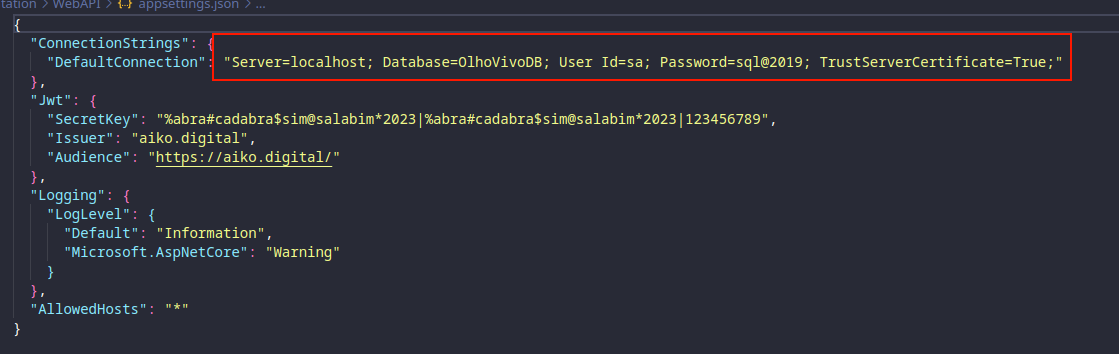 tation > WebAPI > {..} appsettings.json > ...
{
"ConnectionStrings": {
"DefaultConnection": "Server=localhost; Database=OlhoVivoDB; User Id=sa; Password=sql@2019; TrustServerCertificate=True;"
},
"Jwt": {
"SecretKey": "%abra#cadabra$sim@salabim*2023|%abra#cadabra$sim@salabim*2023|123456789",
"Issuer": "aiko.digital",
"Audience": "https://aiko.digital/"
},
"Logging": {
"LogLevel": {
"Default": "Information",
"Microsoft.AspNetCore": "Warning"
}
},
"AllowedHosts": "*"
}